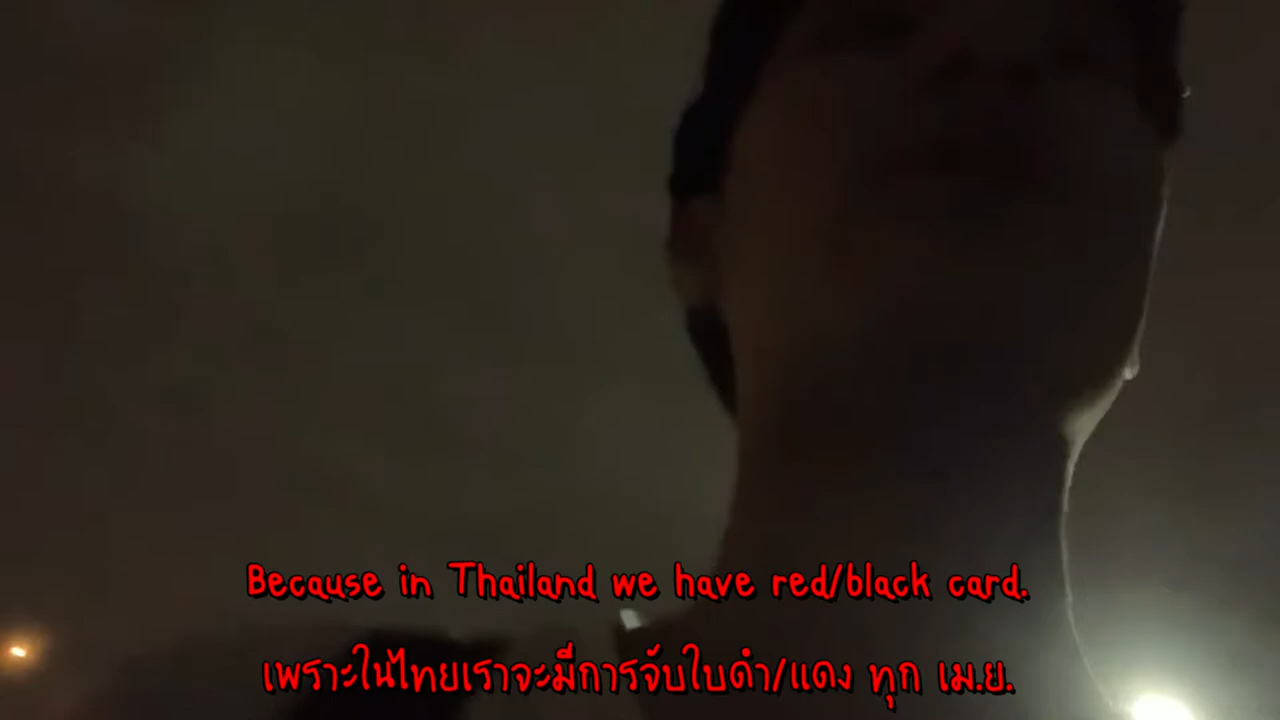 Because in Thailand we have red/black card.
เพราะในไทยเราจะมีการจับใบดำ/แดง ทุก เม.ย.